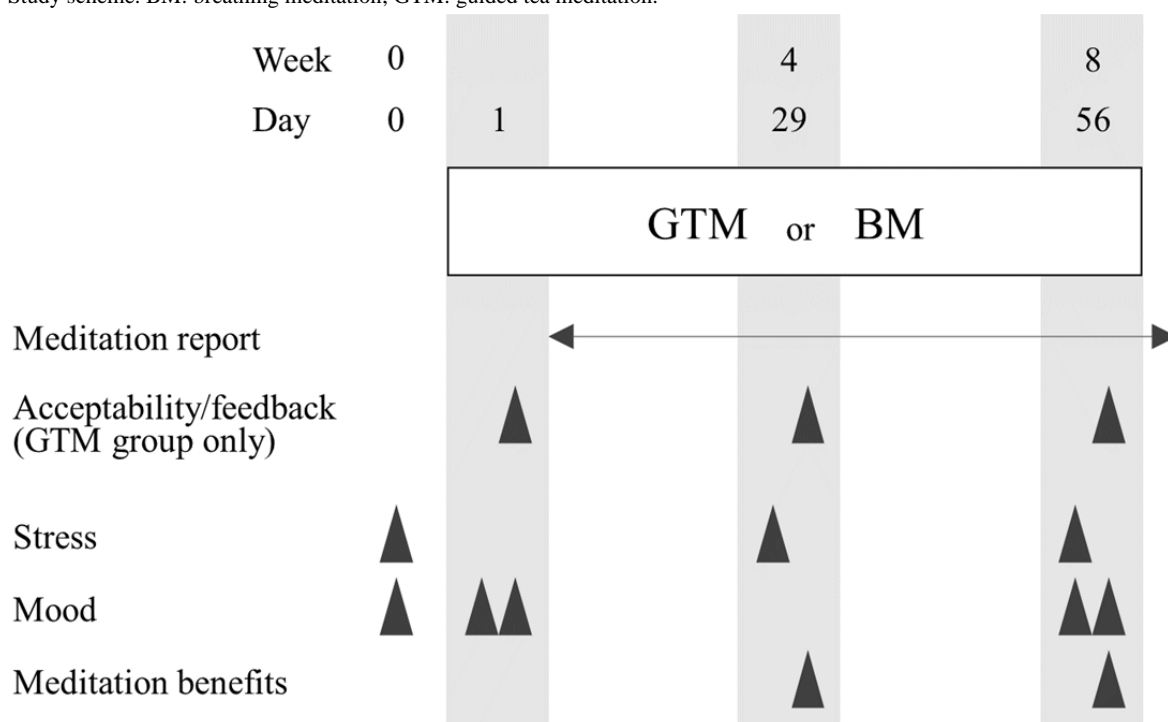 Study scheme. BM: breathing meditation; GTM: guided tea meditation.
Week 0 4 8
Day 0 1 29 56
GTM or BM
Meditation report
Acceptability/feedback
(GTM group only)
Stress
Mood
Meditation benefits